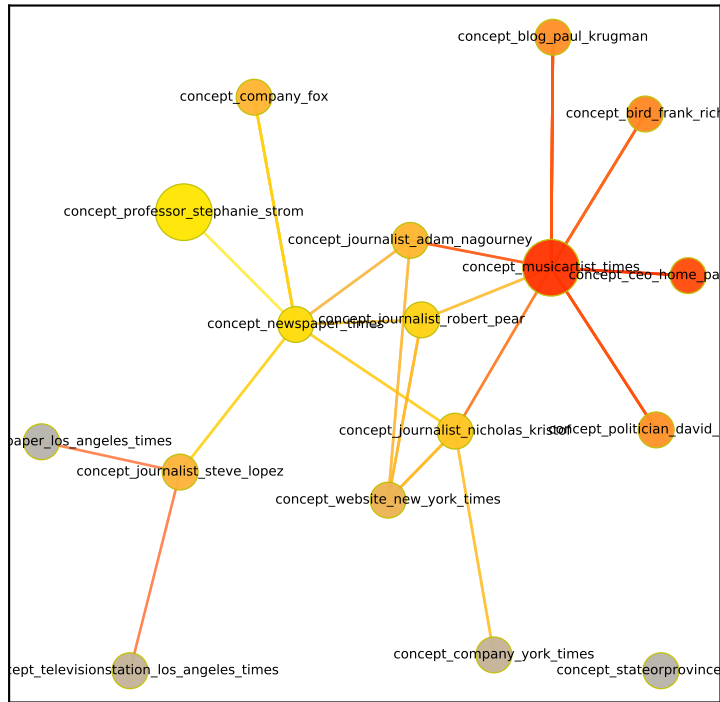 concept_blog_paul_krugman
concept_company_fox
concept_bird_frank_rich
concept_professor_stephanie_strom
concept_journalist_adam_nagourney
concept_musicartist_times
concept_ceo_home_pa
concept_newspaper_times
concept_journalist_robert_pear
concept_journalist_nicholas_kristof
concept_politician_david_
paper_los_angeles_times
concept_journalist_steve_lopez
concept_website_new_york_times
concept_company_york_times
cept_televisionstation_los_angeles_times
concept_stateorprovince